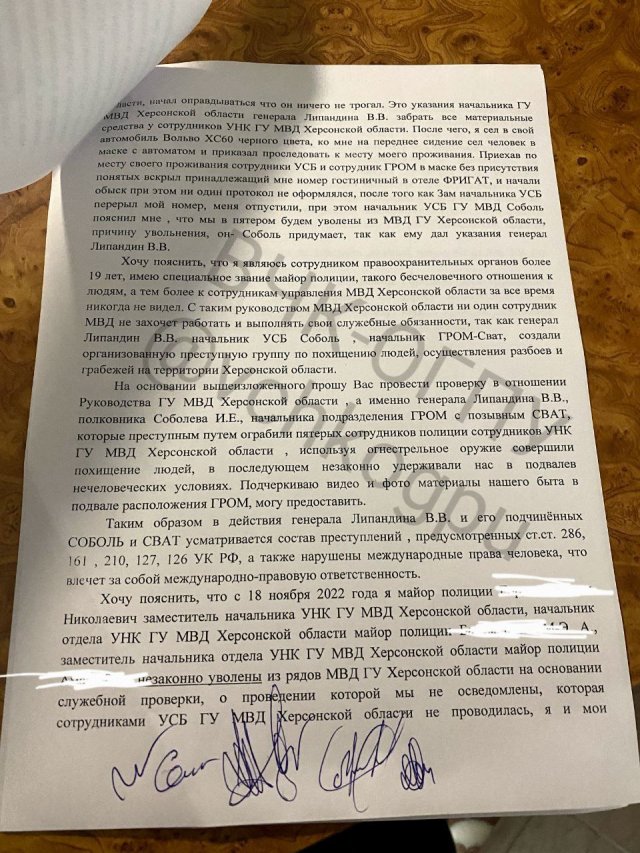 области, начал оправдываться что он ничего не трогал. Это указания начальника ГУ
МВД Херсонской области генерала Липандина В.В. забрать все материальные
средства у сотрудников УНК ГУ МВД Херсонской области. После чего, я сел в свой
автомобиль Вольво ХС60 черного цвета, ко мне на переднее сидение сел человек в
маске с автоматом и приказал проследовать к месту моего проживания. Приехав по
месту своего проживания сотрудники УСБ и сотрудник ГРОМ в маске без присутствия
понятых вскрыл принадлежащий мне номер гостиничный в отеле ФРИГАТ, и начали
обыск при этом ни один протокол не оформлялся, после того как Зам начальника УСБ
перерыл мой номер, меня отпустили, при этом начальник УСБ ГУ МВД Соболь
пояснил мне , что мы в пятером будем уволены из МВД ГУ Херсонской области,
причину увольнения, он- Соболь придумает, так как ему дал указания генерал
Липандин В.В.
Хочу пояснить, что я являюсь сотрудником правоохранительных органов более
19 лет, имею специальное звание майор полиции, такого бесчеловечного отношения к
людям, а тем более к сотрудникам управления МВД Херсонской области за все время
никогда не видел. С таким руководством МВД Херсонской области ни один сотрудник
МВД не захочет работать и выполнять свои служебные обязанности, так как генерал
Липандин В.В. начальник УСБ Соболь , начальник ГРОМ-Сват, создали
организованную преступную группу по похищению людей, осуществления разбоев и
грабежей на территории Херсонской области.
На основании вышеизложенного прошу Вас провести проверку в отношении
Руководства ГУ МВД Херсонской области , а именно генерала Липандина В.В.,
полковника Соболева И.Е., начальника подразделения ГРОМ с позывным СВАТ,
которые преступным путем ограбили пятерых сотрудников полиции сотрудников УНК
ГУ МВД Херсонской области , используя огнестрельное оружие совершили
похищение людей, в последующем незаконно удерживали нас в подвалев
нечеловеческих условиях. Подчеркиваю видео и фото материалы нашего быта в
подвале расположения ГРОМ, могу предоставить.
Таким образом в действия генерала Липандина В.В. и его подчинённых
СОБОЛЬ и СВАТ усматривается состав преступлений , предусмотренных ст.ст. 286,
161 , 210, 127, 126 УК РФ, а также нарушены международные права человека, что
влечет за собой международно-правовую ответственность.
Хочу пояснить, что с 18 ноября 2022 года я майор полиции
Николаевич заместитель начальника УНК ГУ МВД Херсонской области, начальник
отдела УНК ГУ МВД Херсонской области майор полиции Э. А.,
заместитель начальника отдела УНК ГУ МВД Херсонской области майор полиции
незаконно уволены из рядов МВД ГУ Херсонской области на основании
служебной проверки, о проведении которой мы не осведомлены, которая
сотрудниками УСБ ГУ МВД Херсонской области не проводилась, я и мои
ВЧК-ОГПУ
@vchkogpu